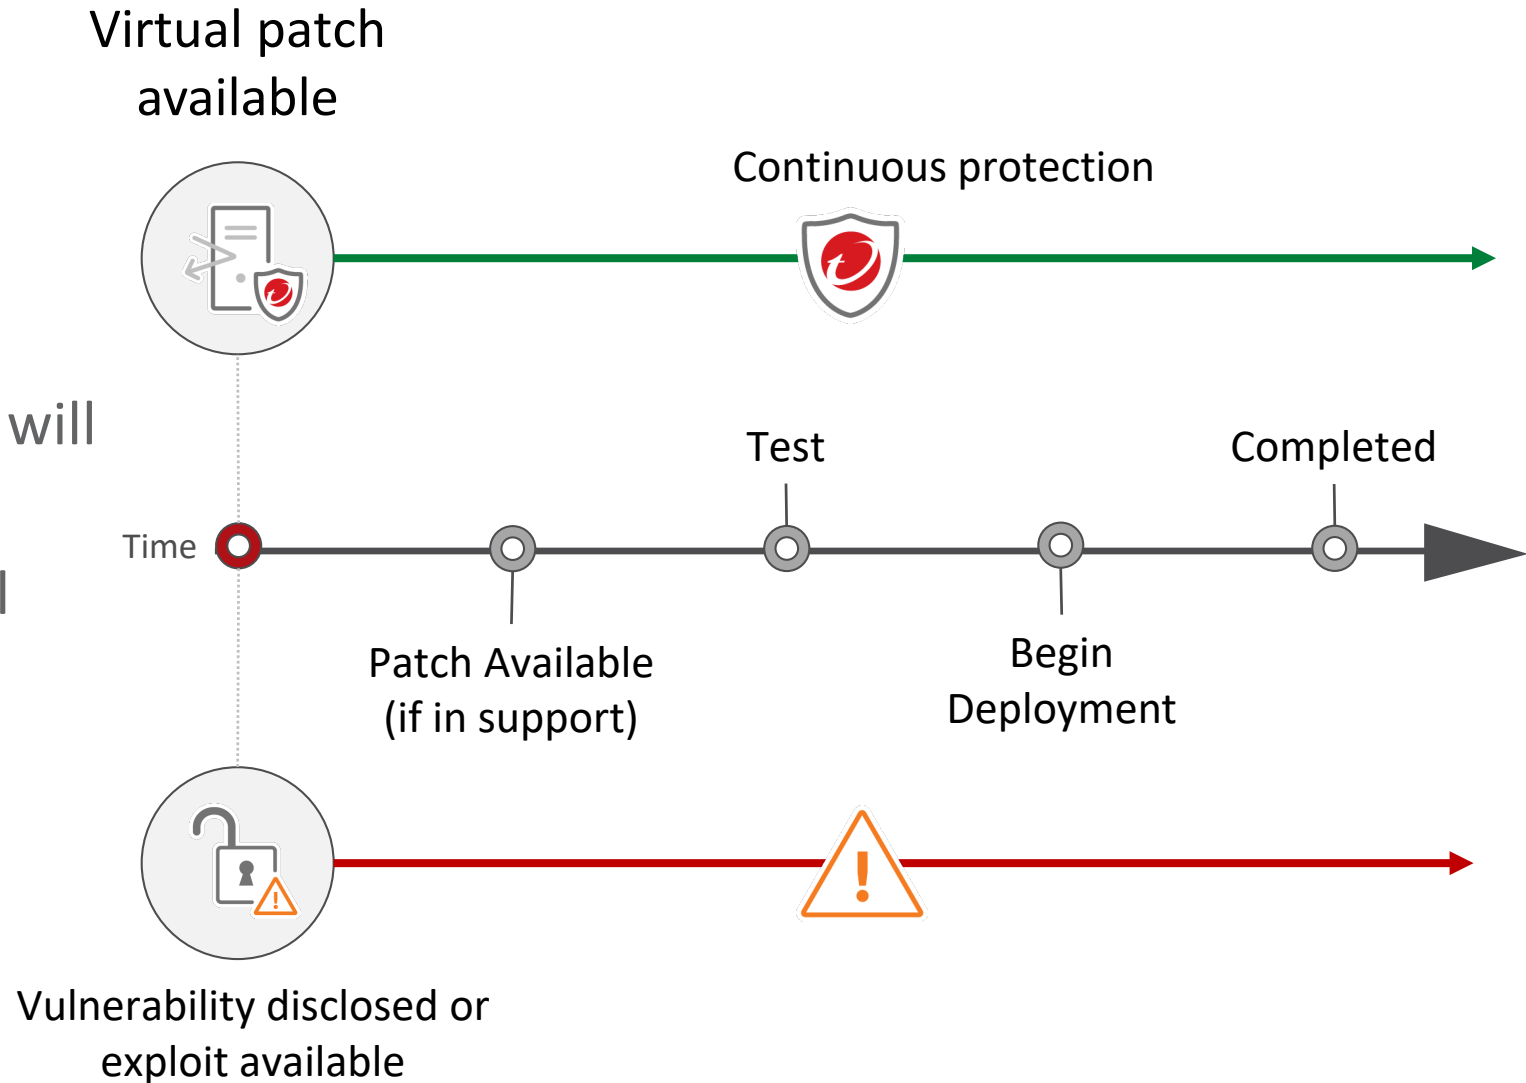 Virtual patch
available
Continuous protection
will
Test
Completed
Time
Patch Available
(if in support)
Begin
Deployment
Vulnerability disclosed or
exploit available